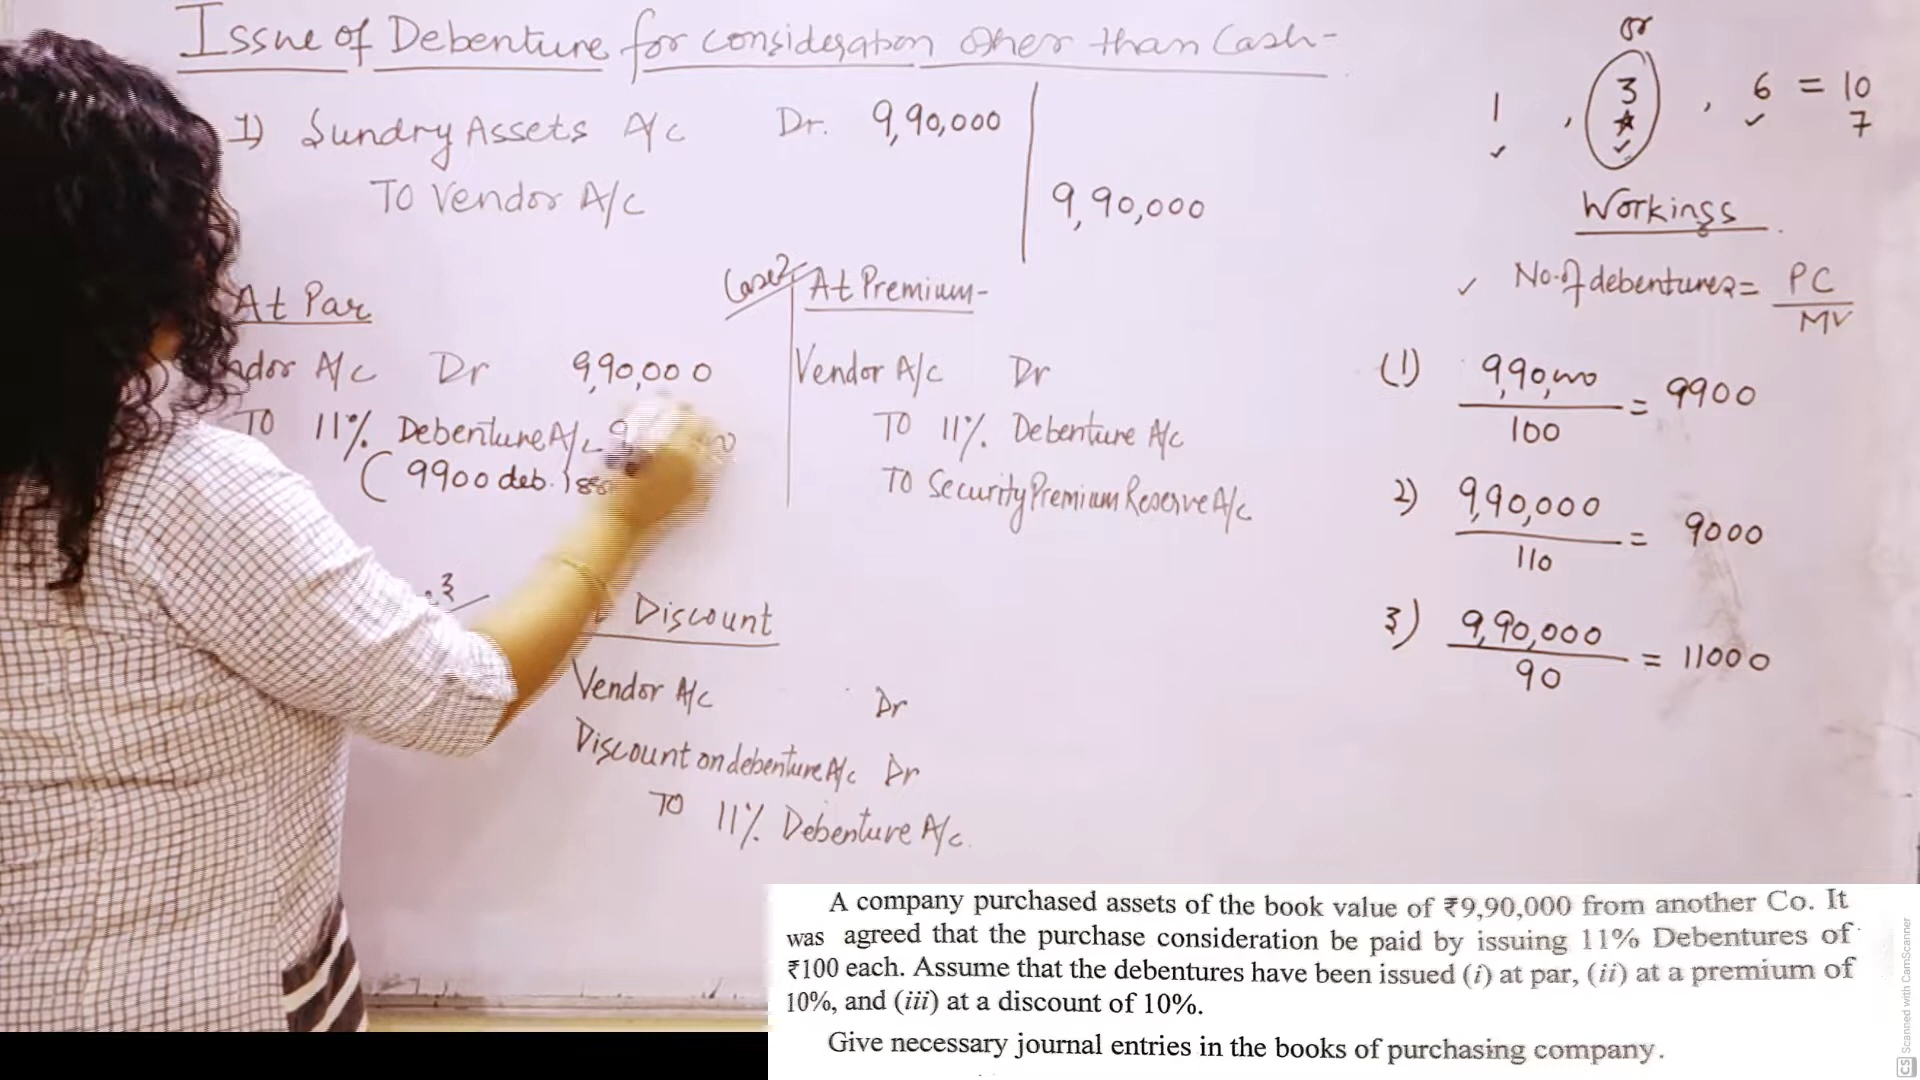 Issue of Debenture for consideration other than Cash-
1) Sundry Assets A/c Dr. 9,90,000
To Vendor A/c 9,90,000
or
1 , 3 , 6 = 10
7
Workings
No. of debentures = PC
MV
(1) 9,90,000
100
= 9900
2) 9,90,000
110
= 9000
3) 9,90,000
90
= 11000
At Par
A/c Dr 9,90,000
To 11% Debenture A/c
(9900 deb.
Case 2
At Premium-
Vendor A/c Dr
To 11% Debenture A/c
To Security Premium Reserve A/c
3
Discount
Vendor A/c Dr
Discount on debenture A/c Dr
To 11% Debenture A/c.
A company purchased assets of the book value of ₹9,90,000 from another Co. It
was agreed that the purchase consideration be paid by issuing 11% Debentures of
₹100 each. Assume that the debentures have been issued (i) at par, (ii) at a premium of
10%, and (iii) at a discount of 10%.
Give necessary journal entries in the books of purchasing company.
CS Scanned with CamScanner